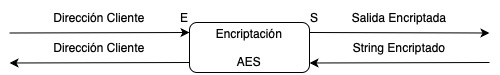 Dirección Cliente E S Salida Encriptada
Encriptación
Dirección Cliente String Encriptado
AES